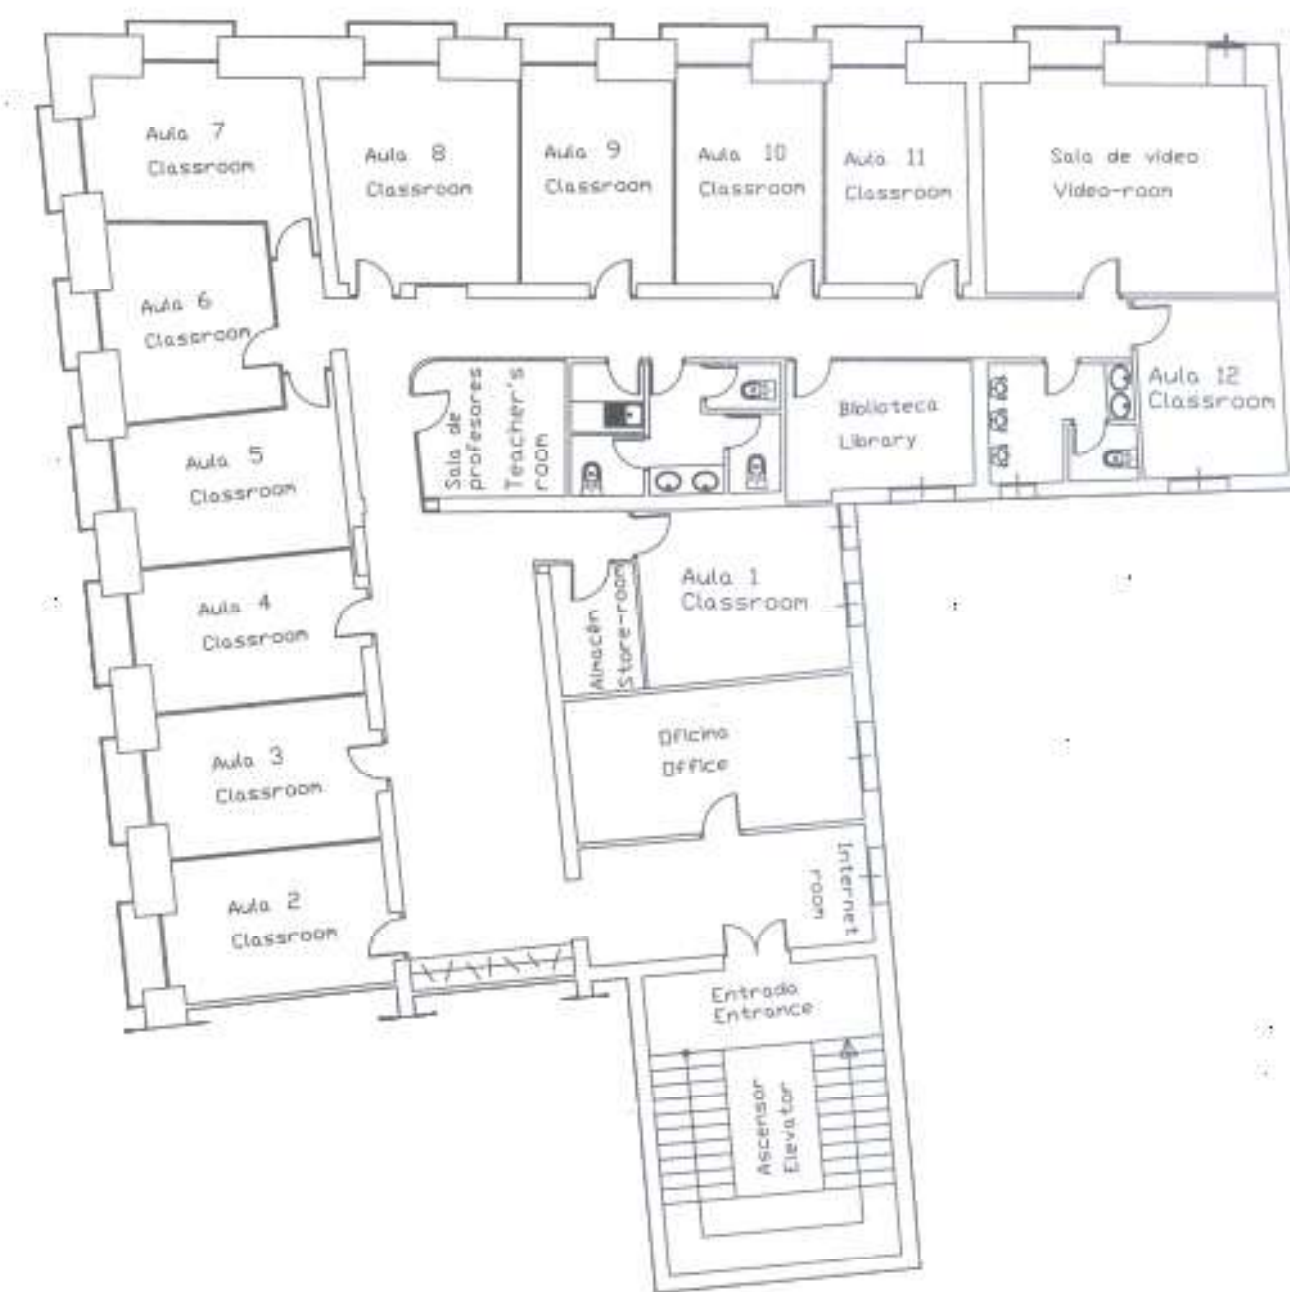 Aula 7
Classroom
Aula 8
Classroom
Aula 9
Classroom
Aula 10
Classroom
Aula 11
Classroom
Sala de video
Video-room
Aula 6
Classroom
Aula 5
Classroom
Sala de
profesores
Teacher's
room
Biblioteca
Library
Aula 12
Classroom
Aula 4
Classroom
Almacén
Store-room
Aula 1
Classroom
Aula 3
Classroom
Oficina
Office
Aula 2
Classroom
Internet
room
Entrada
Entrance
Ascensor
Elevator